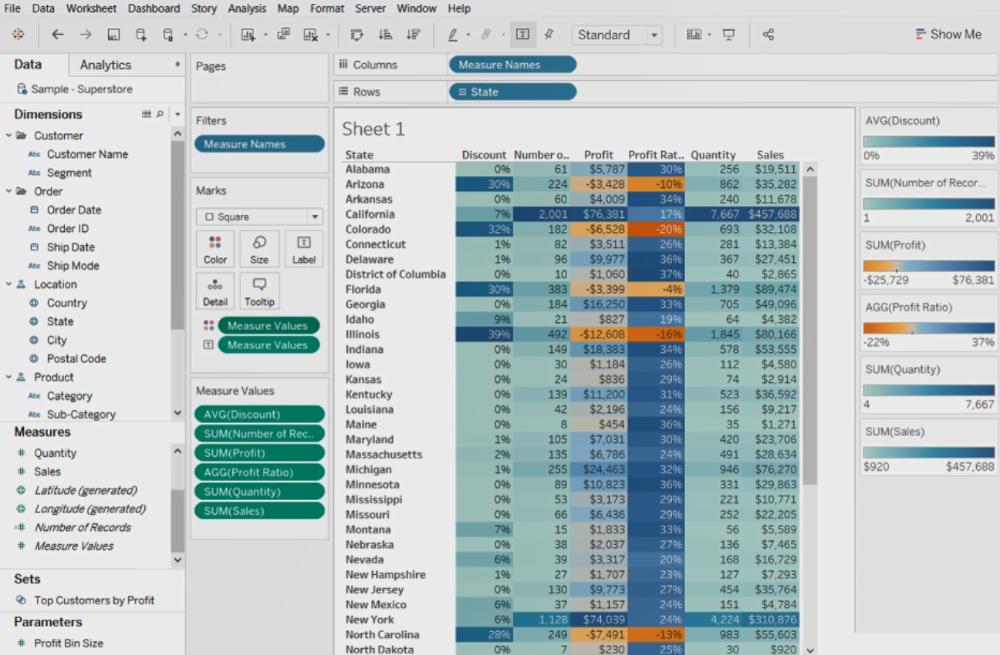 File Data Worksheet Dashboard Story Analysis Map Format Server Window Help
Standard
Show Me
Data Analytics
Sample - Superstore
Dimensions
Customer
Abc Customer Name
Abc Segment
Order
Order Date
Abc Order ID
Ship Date
Abc Ship Mode
Location
Country
State
City
Postal Code
Product
Abc Category
Abc Sub-Category
Measures
# Quantity
# Sales
Latitude (generated)
Longitude (generated)
=# Number of Records
# Measure Values
Sets
Top Customers by Profit
Parameters
# Profit Bin Size
Pages
Filters
Measure Names
Marks
Square
Color Size Label
Detail Tooltip
Measure Values
Measure Values
Measure Values
AVG(Discount)
SUM(Number of Rec..
SUM(Profit)
AGG(Profit Ratio)
SUM(Quantity)
SUM(Sales)
Columns Measure Names
Rows State
Sheet 1
State Discount Number o.. Profit Profit Rat.. Quantity Sales
Alabama 0% 61 $5,787 30% 256 $19,511
Arizona 30% 224 -$3,428 -10% 862 $35,282
Arkansas 0% 60 $4,009 34% 240 $11,678
California 7% 2,001 $76,381 17% 7,667 $457,688
Colorado 32% 182 -$6,528 -20% 693 $32,108
Connecticut 1% 82 $3,511 26% 281 $13,384
Delaware 1% 96 $9,977 36% 367 $27,451
District of Columbia 0% 10 $1,060 37% 40 $2,865
Florida 30% 383 -$3,399 -4% 1,379 $89,474
Georgia 0% 184 $16,250 33% 705 $49,096
Idaho 9% 21 $827 19% 64 $4,382
Illinois 39% 492 -$12,608 -16% 1,845 $80,166
Indiana 0% 149 $18,383 34% 578 $53,555
Iowa 0% 30 $1,184 26% 112 $4,580
Kansas 0% 24 $836 29% 74 $2,914
Kentucky 0% 139 $11,200 31% 523 $36,592
Louisiana 0% 42 $2,196 24% 156 $9,217
Maine 0% 8 $454 36% 35 $1,271
Maryland 1% 105 $7,031 30% 420 $23,706
Massachusetts 2% 135 $6,786 24% 491 $28,634
Michigan 1% 255 $24,463 32% 946 $76,270
Minnesota 0% 89 $10,823 36% 331 $29,863
Mississippi 0% 53 $3,173 29% 221 $10,771
Missouri 0% 66 $6,436 29% 252 $22,205
Montana 7% 15 $1,833 33% 56 $5,589
Nebraska 0% 38 $2,037 27% 136 $7,465
Nevada 6% 39 $3,317 20% 168 $16,729
New Hampshire 1% 27 $1,707 23% 127 $7,293
New Jersey 0% 130 $9,773 27% 454 $35,764
New Mexico 6% 37 $1,157 24% 151 $4,784
New York 6% 1,128 $74,039 24% 4,224 $310,876
North Carolina 28% 249 -$7,491 -13% 983 $55,603
North Dakota 0% 7 $230 25% 30 $920
AVG(Discount)
0% 39%
SUM(Number of Recor...
1 2,001
SUM(Profit)
-$25,729 $76,381
AGG(Profit Ratio)
-22% 37%
SUM(Quantity)
4 7,667
SUM(Sales)
$920 $457,688